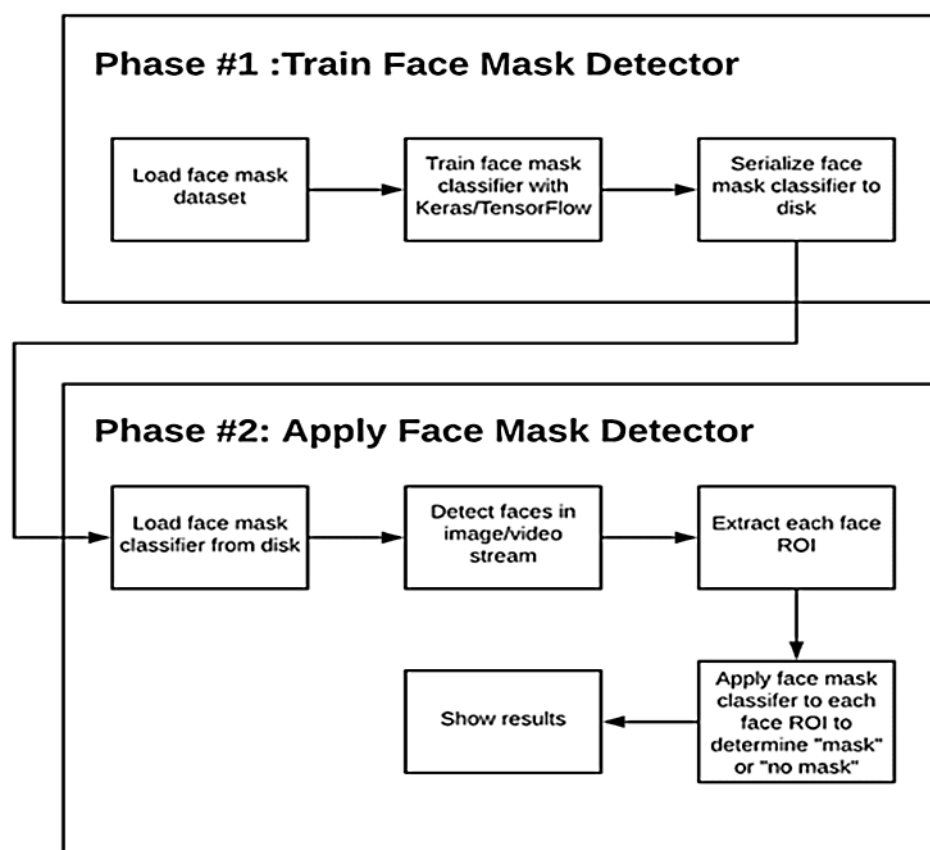 Phase #1 :Train Face Mask Detector
Load face mask
dataset
Train face mask
classifier with
Keras/TensorFlow
Serialize face
mask classifier to
disk
Phase #2: Apply Face Mask Detector
Load face mask
classifier from disk
Detect faces in
image/video
stream
Extract each face
ROI
Apply face mask
classifer to each
face ROI to
determine "mask"
or "no mask"
Show results